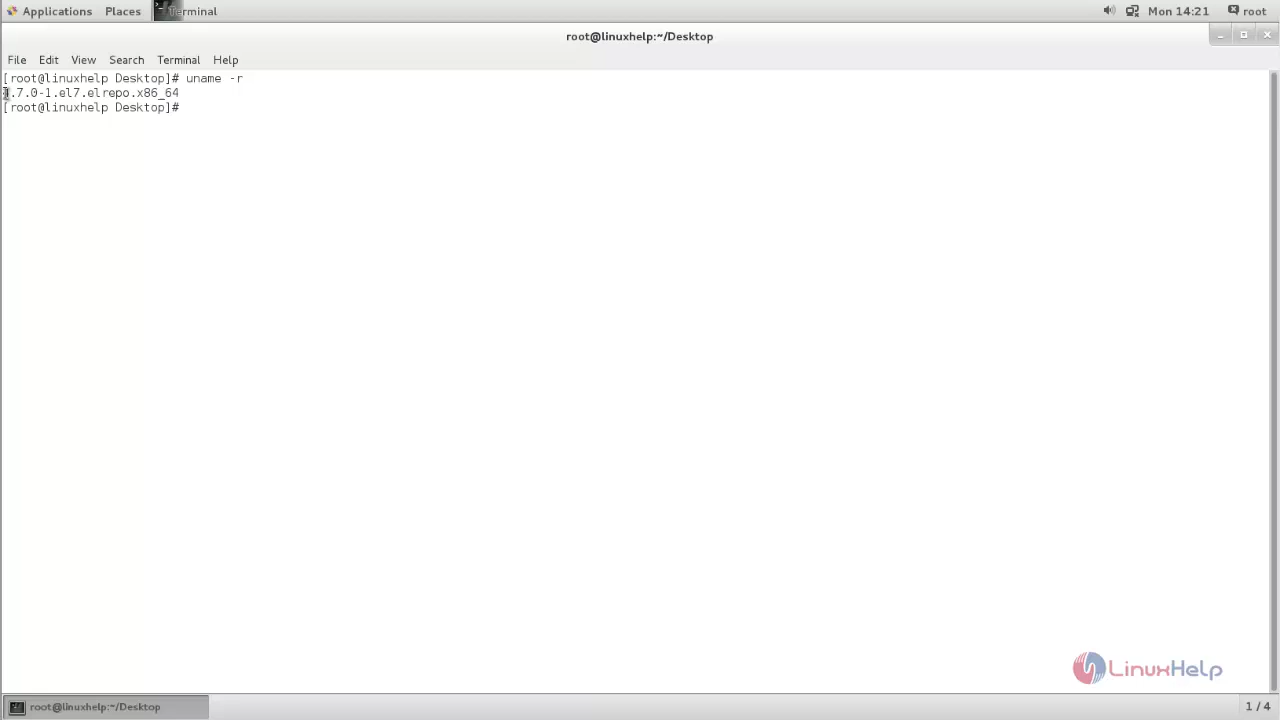 Applications Places Terminal Mon 14:21 root
root@linuxhelp:~/Desktop
File Edit View Search Terminal Help
[root@linuxhelp Desktop]# uname -r
.7.0-1.el7.elrepo.x86_64
[root@linuxhelp Desktop]#
LinuxHelp
root@linuxhelp:~/Desktop 1 / 4